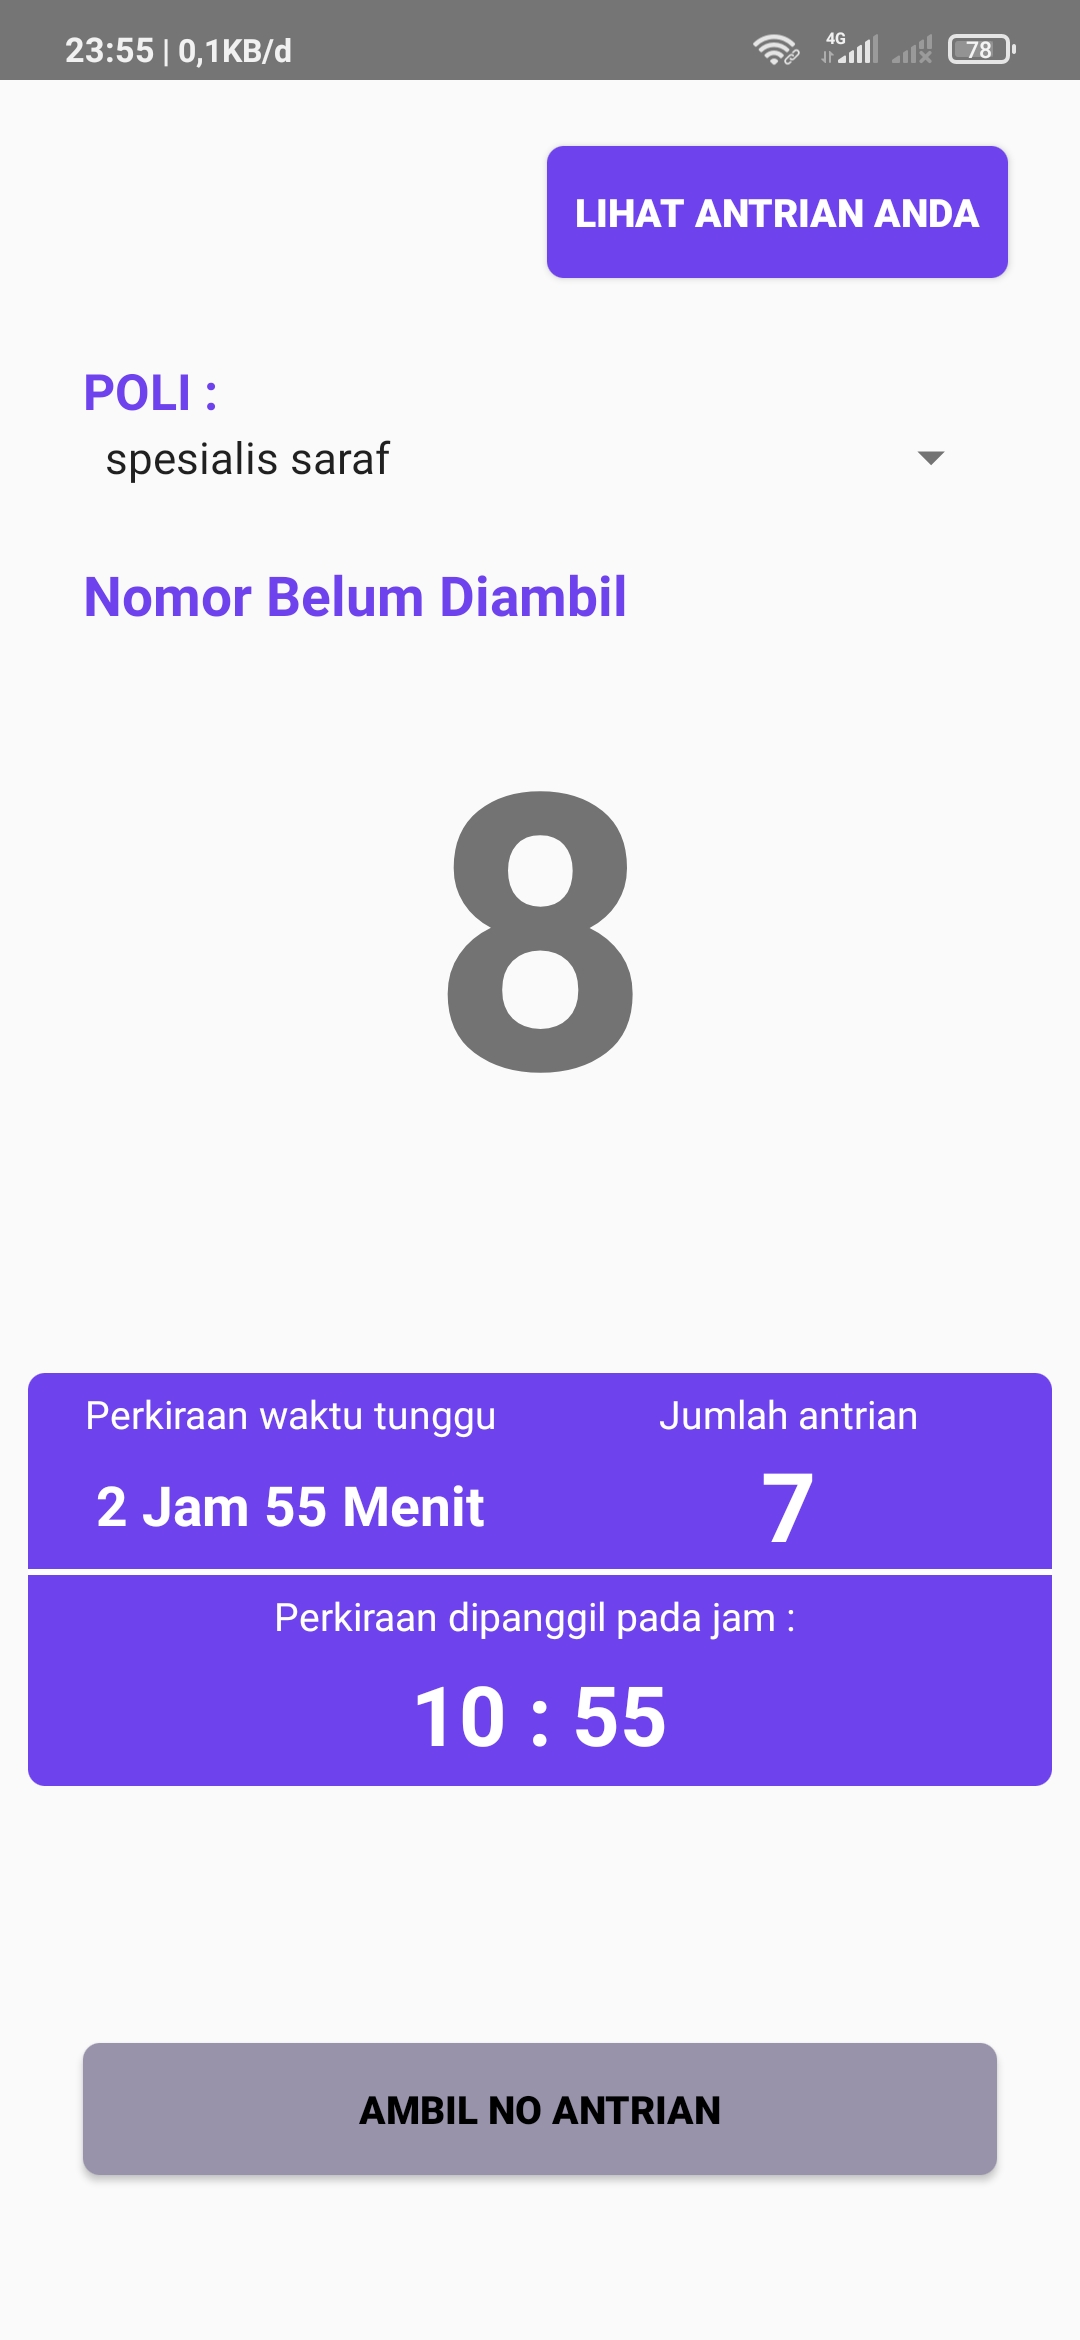 23:55 | 0,1KB/d
4G
78
LIHAT ANTRIAN ANDA
POLI :
spesialis saraf
Nomor Belum Diambil
8
Perkiraan waktu tunggu
Jumlah antrian
2 Jam 55 Menit
7
Perkiraan dipanggil pada jam :
10 : 55
AMBIL NO ANTRIAN